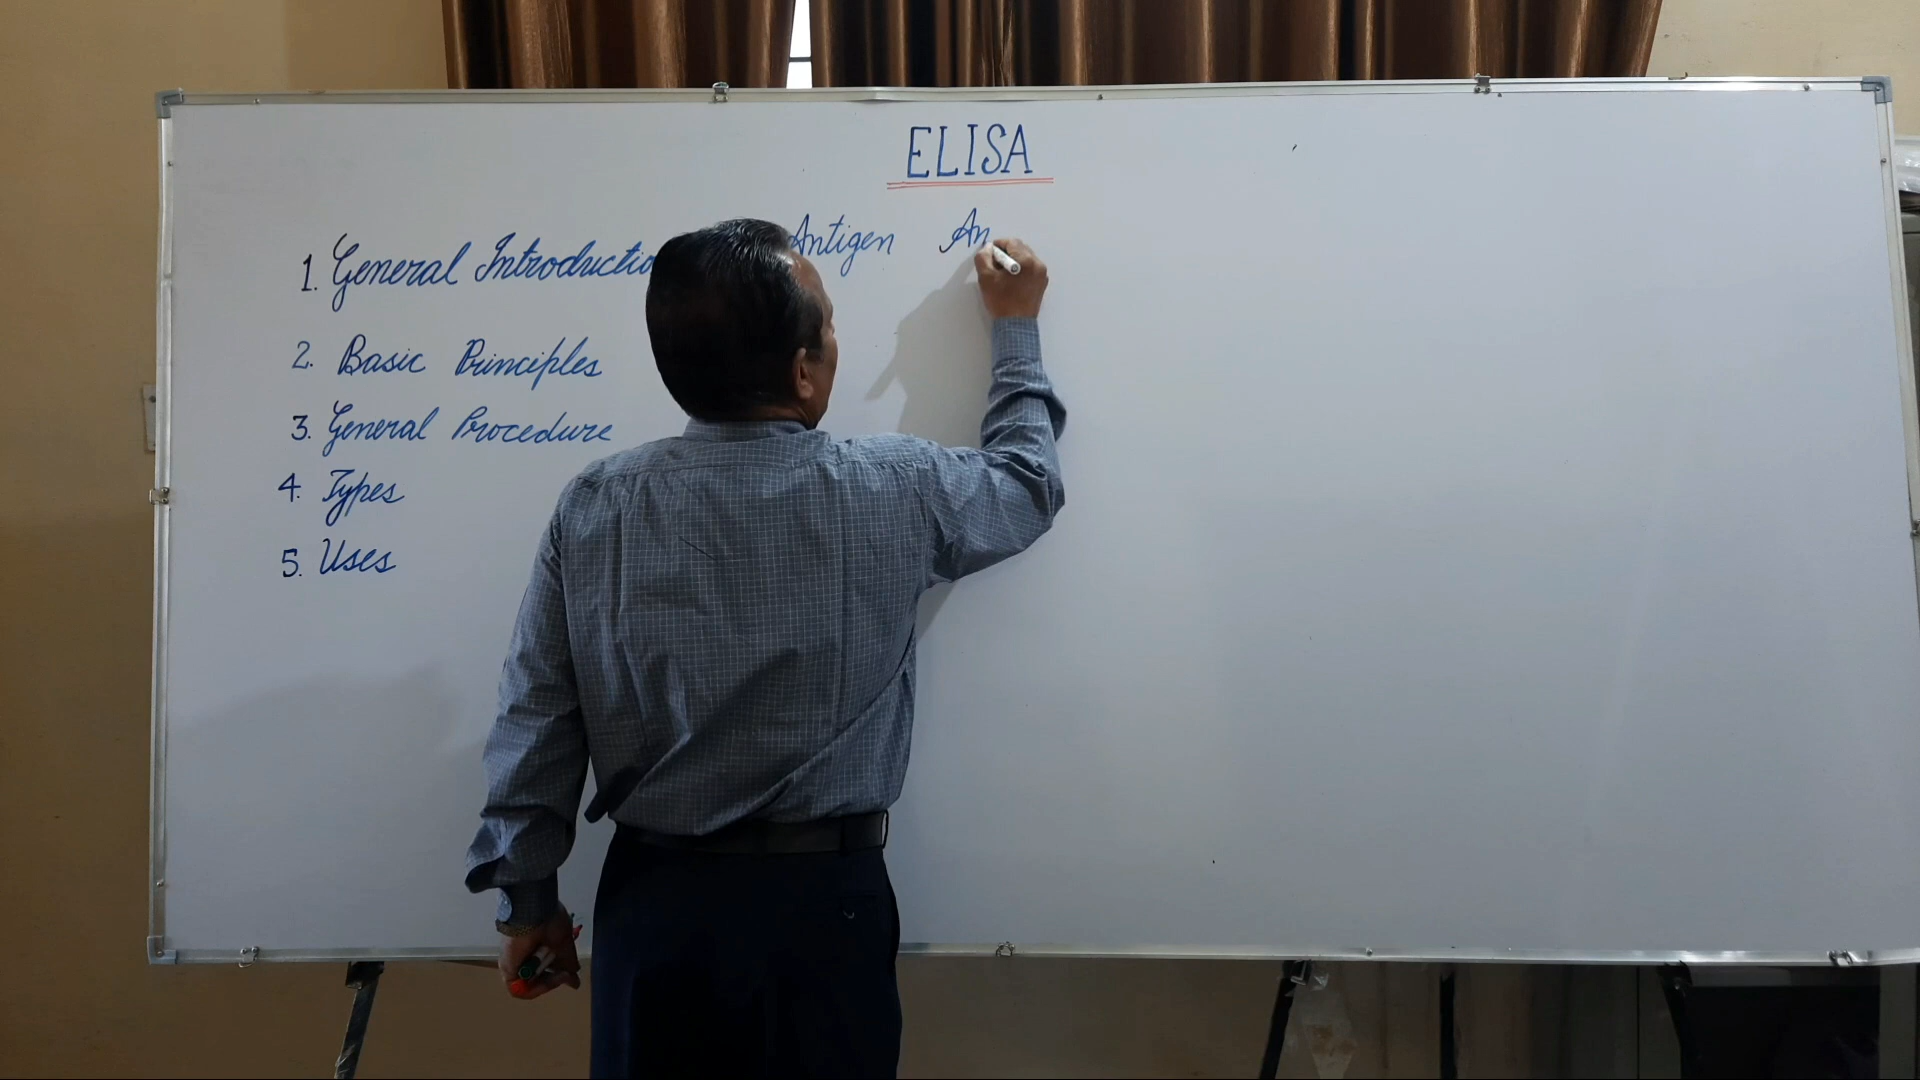 ELISA
1. General Introduction Antigen An
2. Basic Principles
3. General Procedure
4. Types
5. Uses